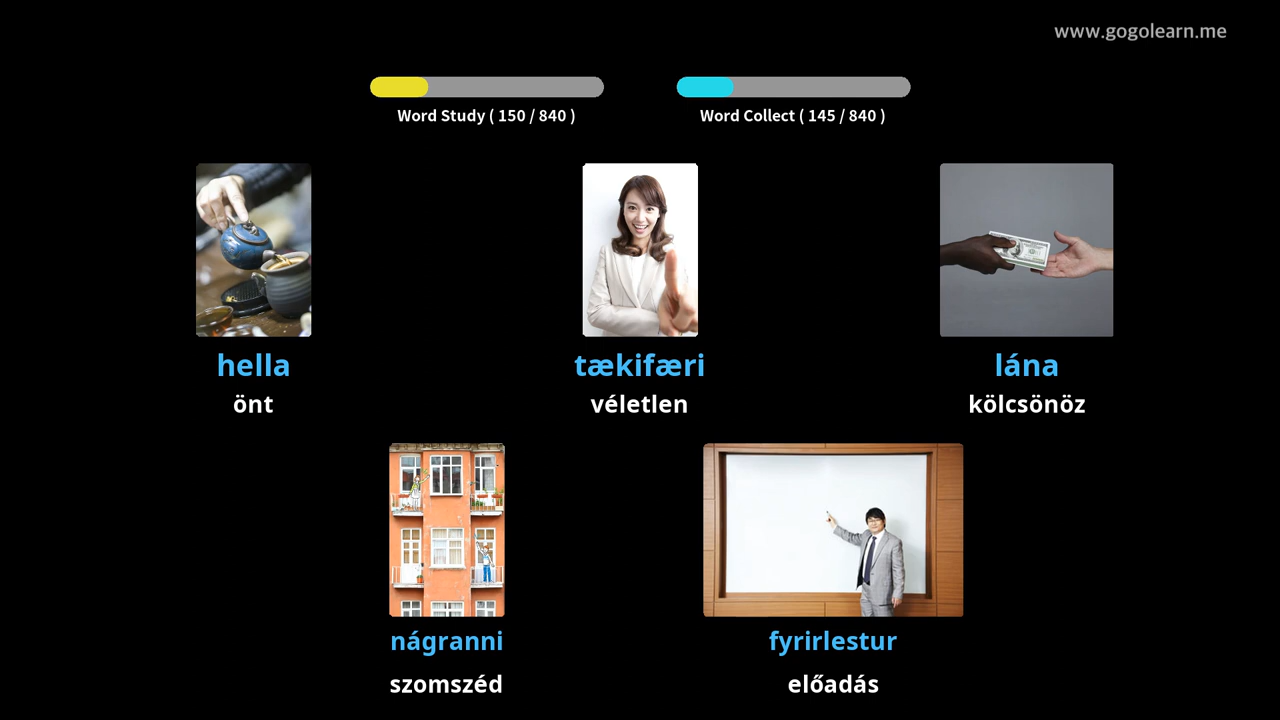 www.gogolearn.me
Word Study ( 150 / 840 )
Word Collect ( 145 / 840 )
hella
önt
tækifæri
véletlen
lána
kölcsönöz
nágranni
szomszéd
fyrirlestur
előadás